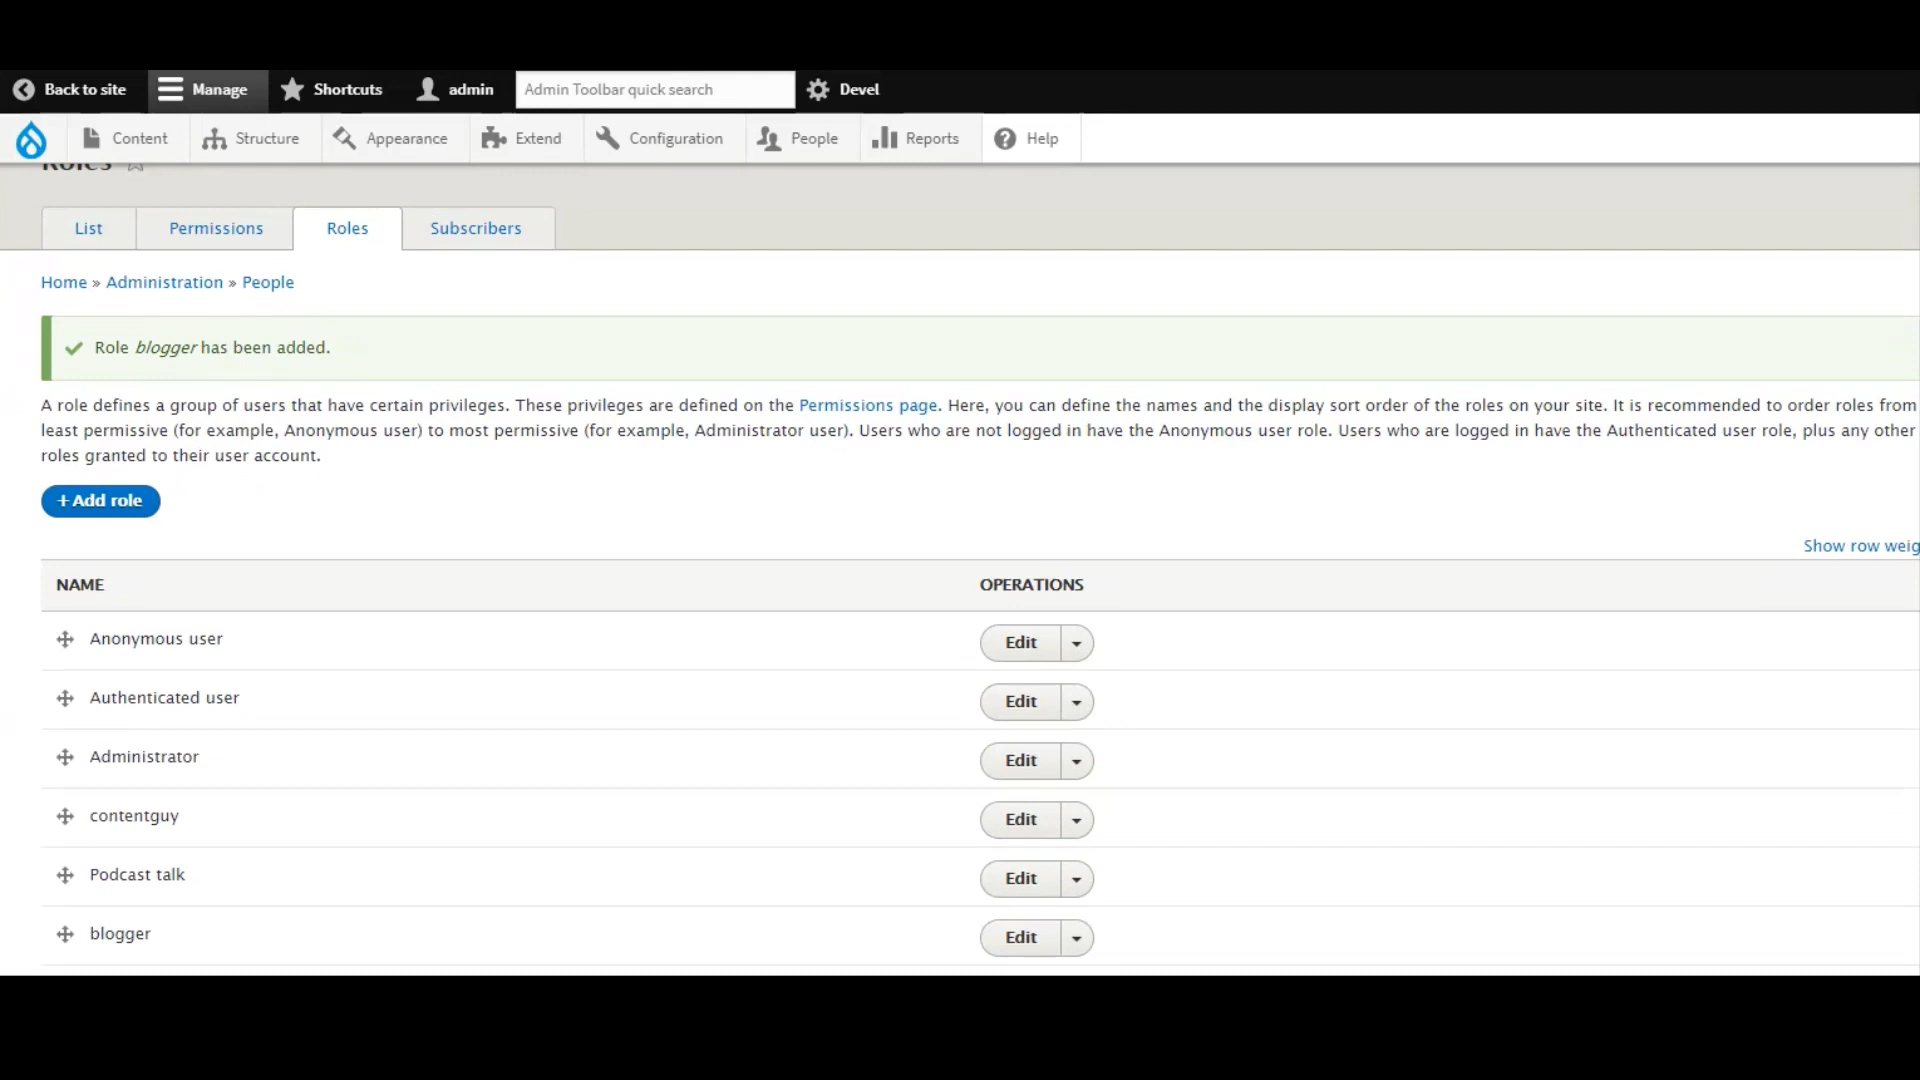 Back to site Manage Shortcuts admin Admin Toolbar quick search Devel
Content Structure Appearance Extend Configuration People Reports Help
Roles
List Permissions Roles Subscribers
Home » Administration » People
Role blogger has been added.
A role defines a group of users that have certain privileges. These privileges are defined on the Permissions page. Here, you can define the names and the display sort order of the roles on your site. It is recommended to order roles from
least permissive (for example, Anonymous user) to most permissive (for example, Administrator user). Users who are not logged in have the Anonymous user role. Users who are logged in have the Authenticated user role, plus any other
roles granted to their user account.
+ Add role
Show row weig
NAME OPERATIONS
Anonymous user Edit
Authenticated user Edit
Administrator Edit
contentguy Edit
Podcast talk Edit
blogger Edit